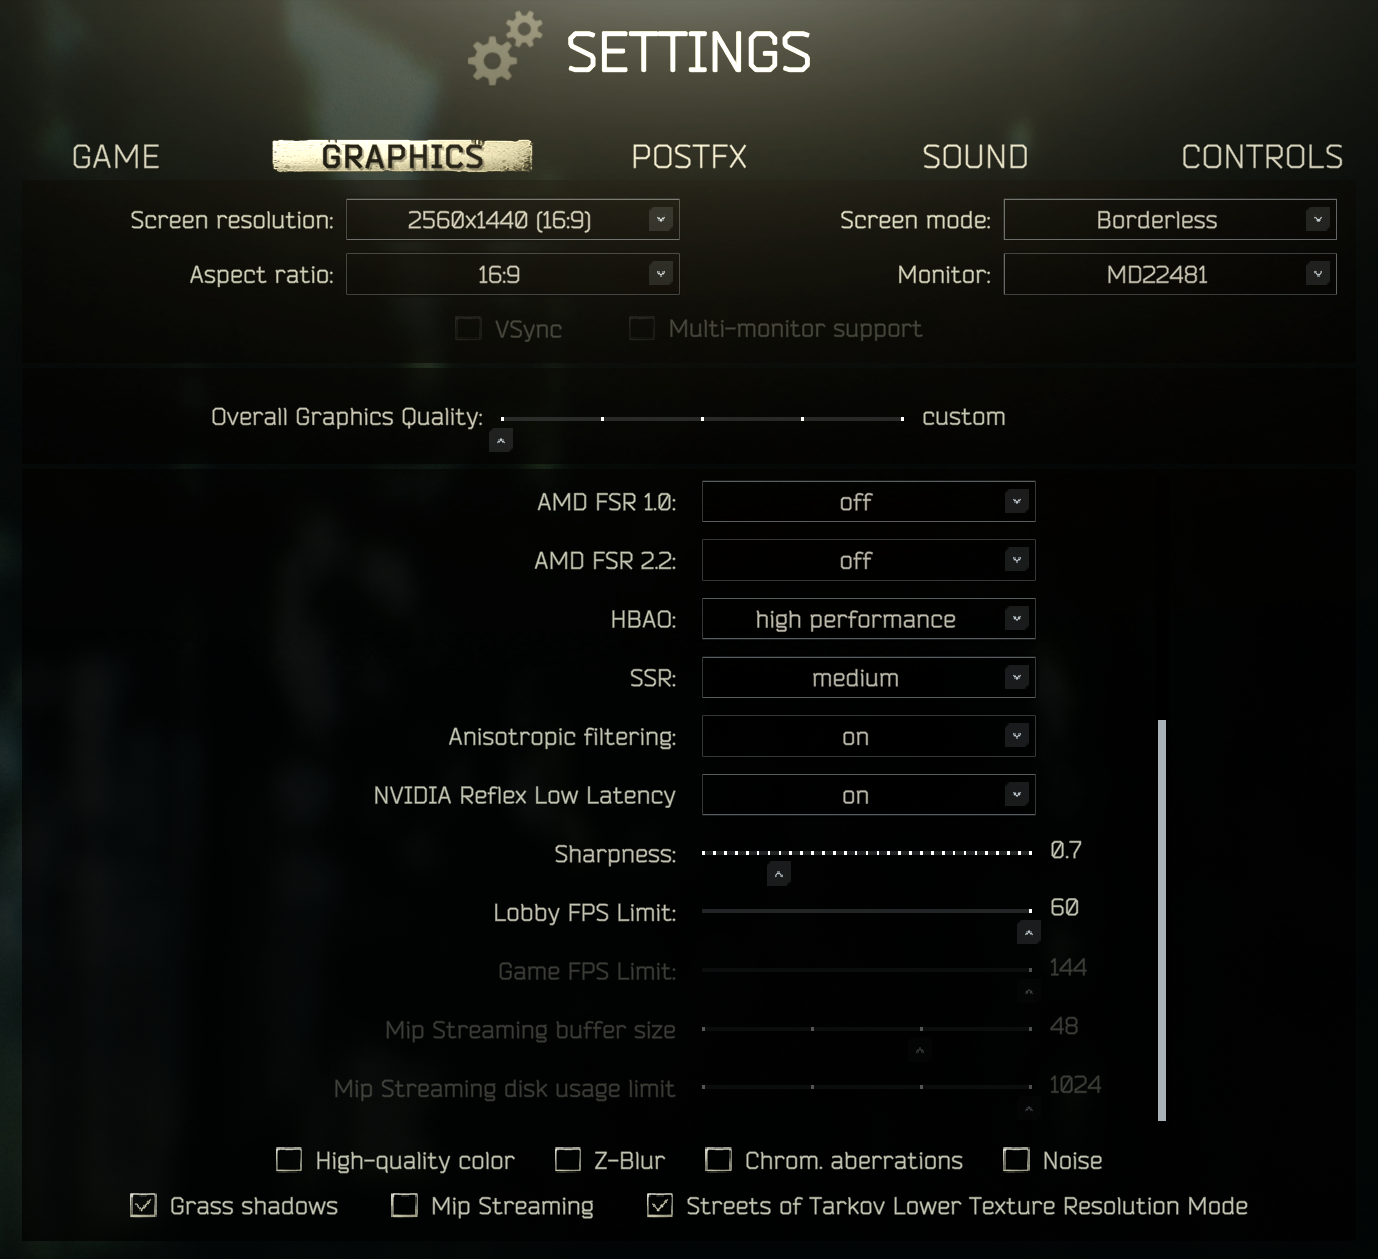 SETTINGS
GAME GRAPHICS POSTFX SOUND CONTROLS
Screen resolution: 2560x1440 (16:9) Screen mode: Borderless
Aspect ratio: 16:9 Monitor: MD22481
VSync Multi-monitor support
Overall Graphics Quality: custom
AMD FSR 1.0: off
AMD FSR 2.2: off
HBAO: high performance
SSR: medium
Anisotropic filtering: on
NVIDIA Reflex Low Latency on
Sharpness: 0.7
Lobby FPS Limit: 60
Game FPS Limit: 144
Mip Streaming buffer size 48
Mip Streaming disk usage limit 1024
High-quality color Z-Blur Chrom. aberrations Noise
Grass shadows Mip Streaming Streets of Tarkov Lower Texture Resolution Mode